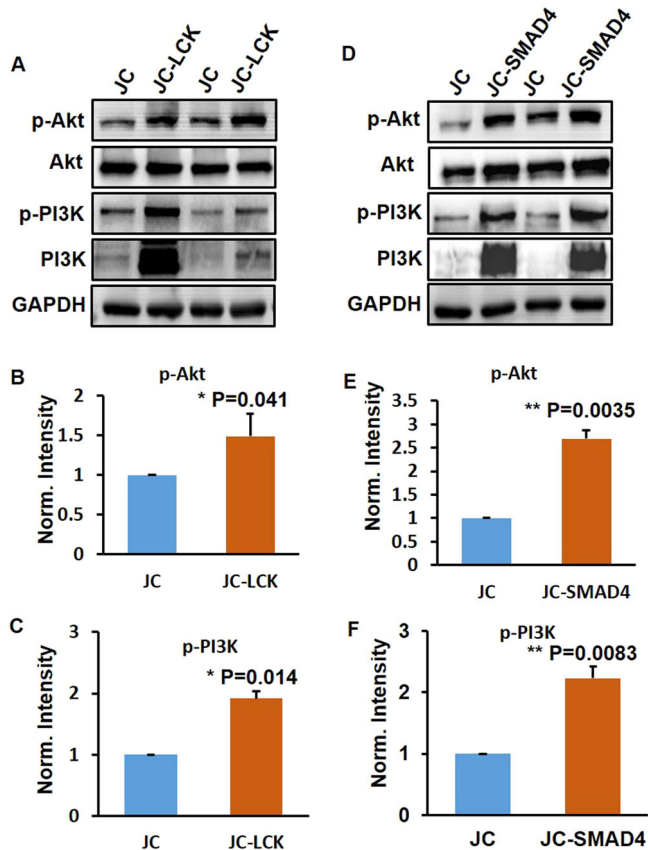 A
JC JC-LCK JC JC-LCK
p-Akt
Akt
p-PI3K
PI3K
GAPDH
B
p-Akt
* P=0.041
Norm. Intensity
2
1.5
1
0.5
0
JC JC-LCK
C
p-PI3K
* P=0.014
Norm. Intensity
3
2
1
0
JC JC-LCK
D
JC JC-SMAD4 JC JC-SMAD4
p-Akt
Akt
p-PI3K
PI3K
GAPDH
E
p-Akt
** P=0.0035
Norm. Intensity
3.5
3
2.5
2
1.5
1
0.5
0
JC JC-SMAD4
F
p-PI3K
** P=0.0083
Norm. Intensity
3
2
1
0
JC JC-SMAD4